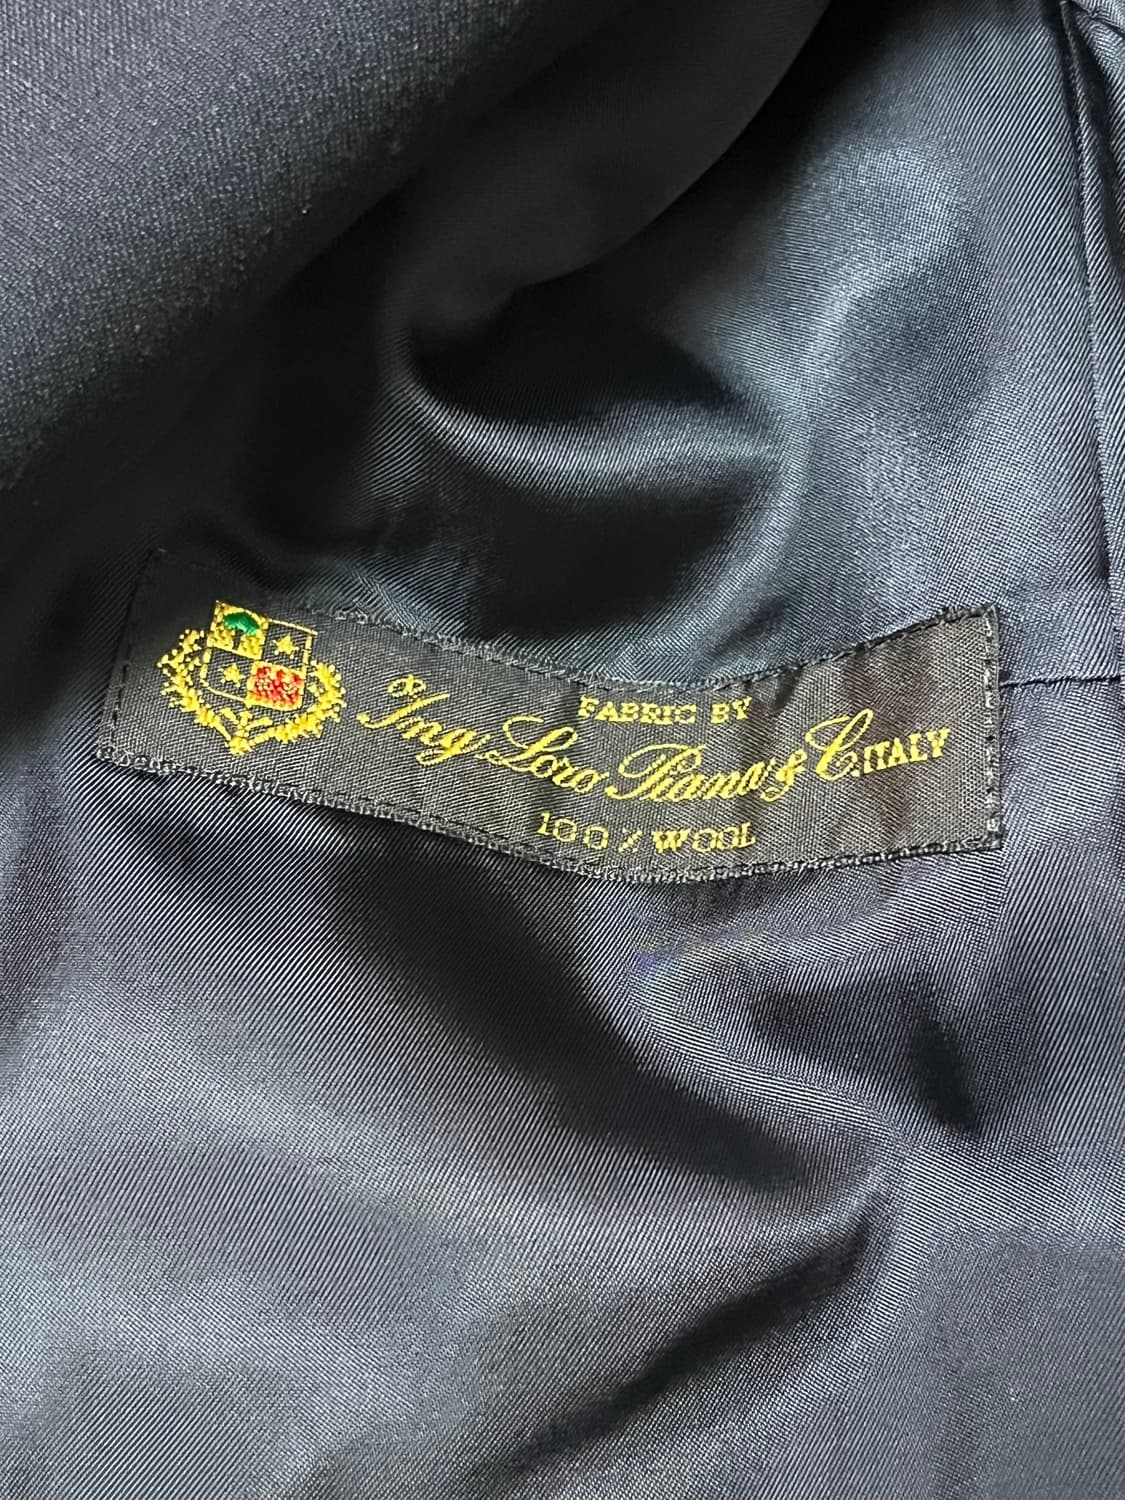 FABRIC BY
Ing. Loro Piana & C. ITALY
100% WOOL